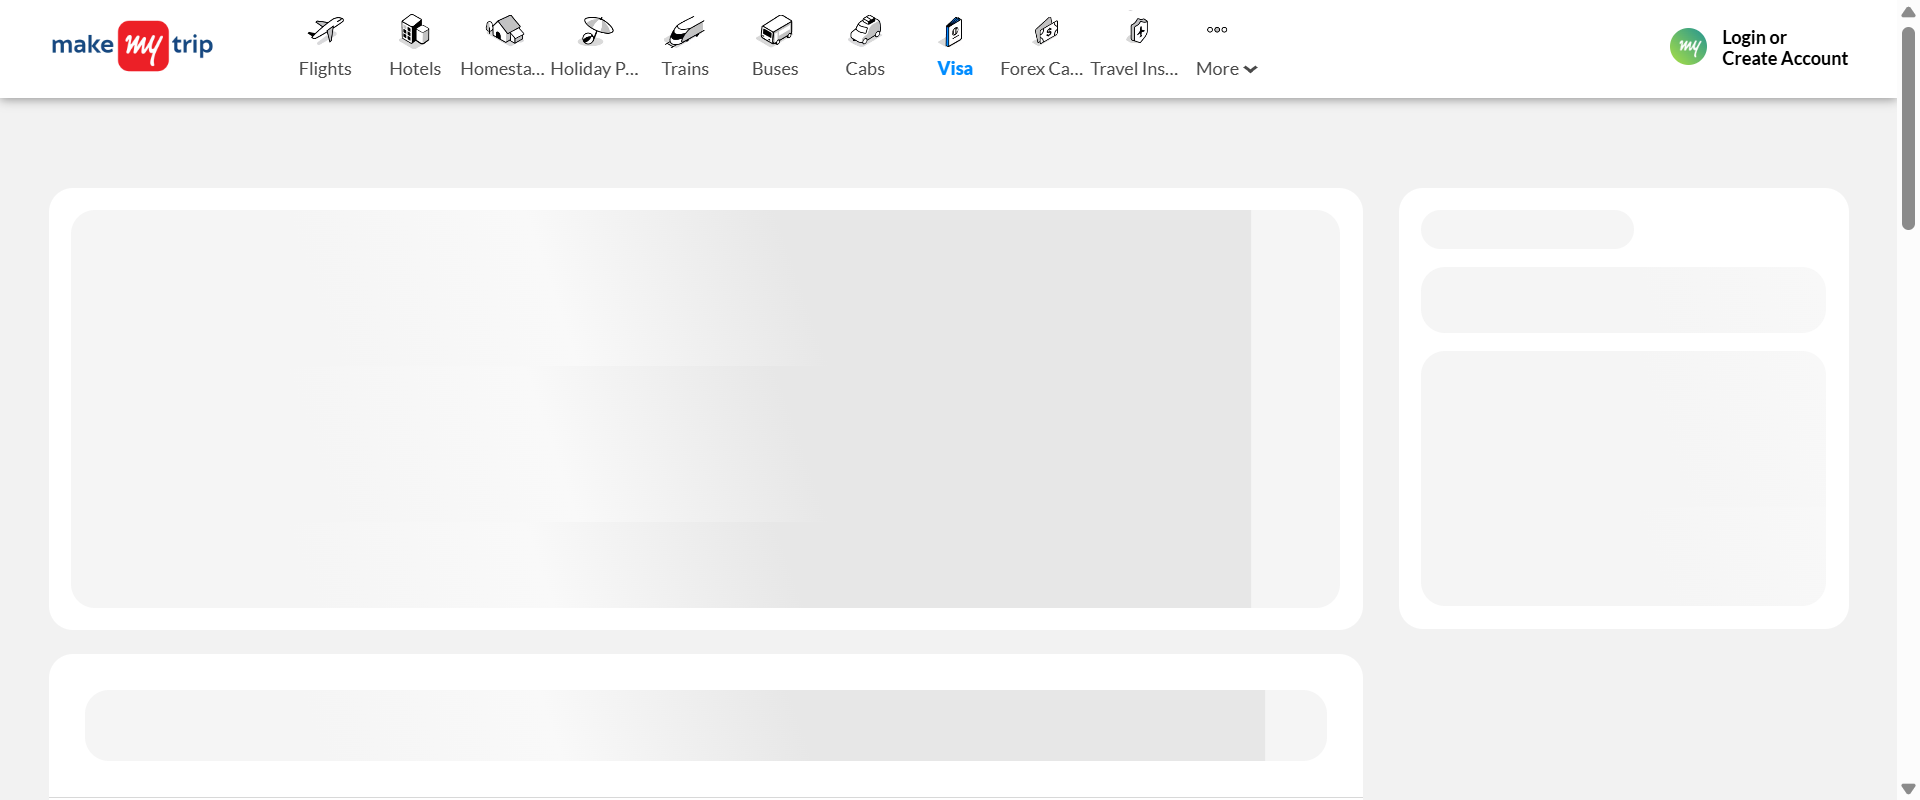 make my trip
Flights
Hotels
Homesta...
Holiday P...
Trains
Buses
Cabs
Visa
Forex Ca...
Travel Ins...
More
my
Login or
Create Account